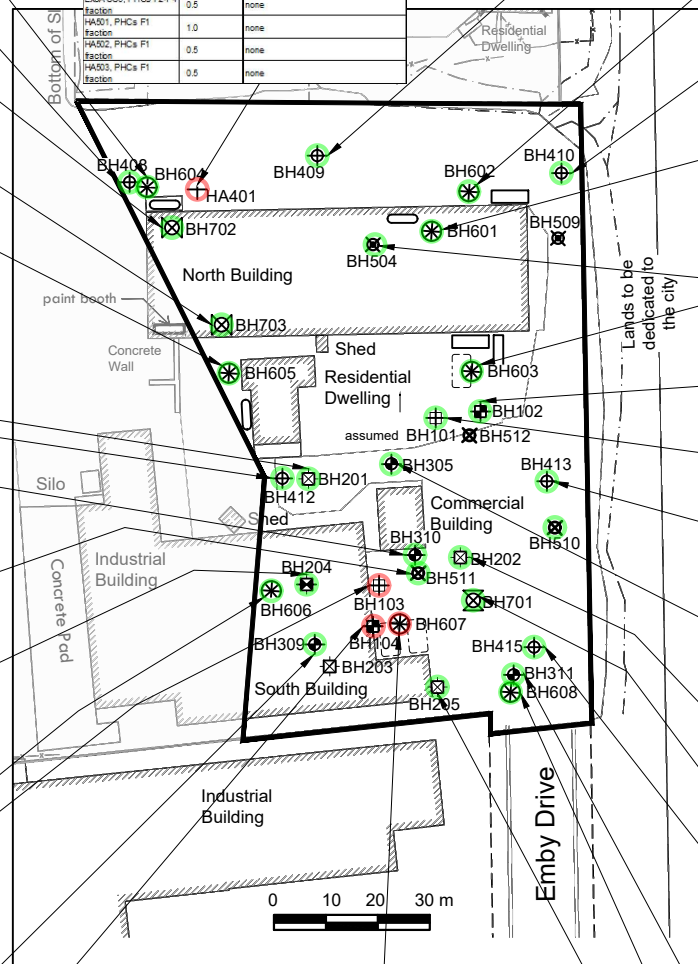 fraction
0.5
none
HA501, PHCs F1
fraction
1.0
none
HA502, PHCs F1
fraction
0.5
none
HA503, PHCs F1
fraction
0.5
none
Residential
Dwelling
BH408
BH604
HA401
BH409
BH602
BH410
BH702
BH601
BH504
BH509
North Building
Lands to be
dedicated to
the city
paint booth
BH703
Concrete
Wall
Shed
BH605
Residential
Dwelling
BH603
BH102
assumed
BH101
BH512
BH305
BH413
BH201
BH412
Silo
Shed
Commercial
Building
BH510
BH310
BH202
BH511
Industrial
Building
BH204
Concrete Pad
BH606
BH103
BH701
BH607
BH104
BH309
BH203
BH415
BH311
BH608
South Building
BH205
Industrial
Building
Emby Drive
0 10 20 30 m